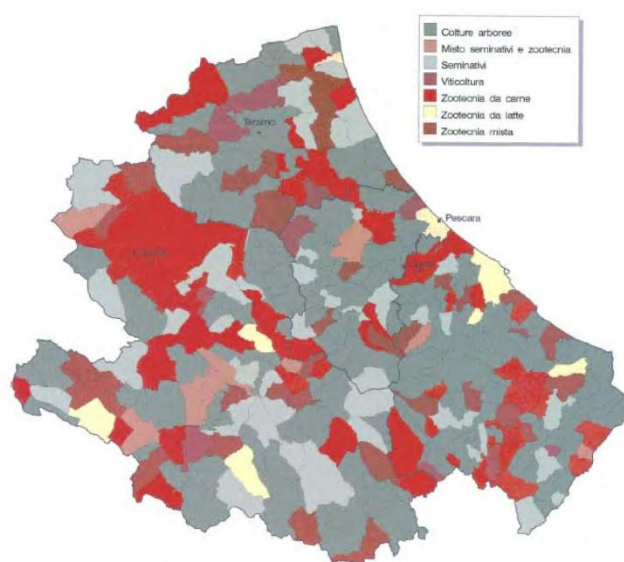 Colture arboree
Misto seminativi e zootecnia
Seminativi
Viticoltura
Zootecnia da carne
Zootecnia da latte
Zootecnia mista
Teramo
Pescara